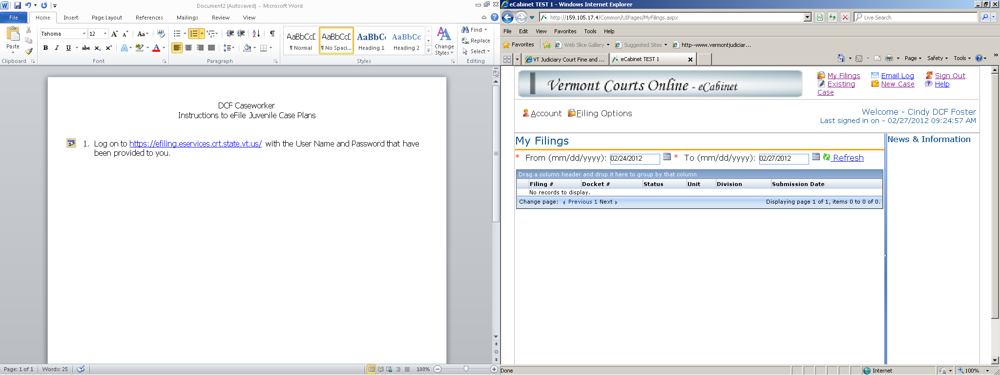 Document2 (Autosaved) - Microsoft Word
File Home Insert Page Layout References Mailings Review View
Tahoma 12
Paste
Clipboard
B I U abc x₂ x² A ab A
Font
Paragraph
AaBbCcD AaBbCcD AaBbCc AaBbCc
¶ Normal ¶ No Spaci... Heading 1 Heading 2
Change Styles
Styles
Find
Replace
Select
Editing
DCF Caseworker
Instructions to eFile Juvenile Case Plans
1. Log on to https://efiling.eservices.crt.state.vt.us/ with the User Name and Password that have
been provided to you.
Page: 1 of 1 Words: 25 100%
eCabinet TEST 1 - Windows Internet Explorer
http://159.105.17.4/Common/UIPages/MyFilings.aspx Live Search
File Edit View Favorites Tools Help
Favorites Web Slice Gallery Suggested Sites http--www.vermontjudiciar...
VT Judiciary Court Fine and ... eCabinet TEST 1 Page Safety Tools
Vermont Courts Online - eCabinet
My Filings Email Log Sign Out
Existing Case New Case Help
Account Filing Options
Welcome - Cindy DCF Foster
Last signed in on - 02/27/2012 09:24:57 AM
My Filings
News & Information
* From (mm/dd/yyyy): 02/24/2012 * To (mm/dd/yyyy): 02/27/2012 Refresh
Drag a column header and drop it here to group by that column
Filing # Docket # Status Unit Division Submission Date
No records to display.
Change page: Previous 1 Next Displaying page 1 of 1, items 0 to 0 of 0.
Done Internet 100%